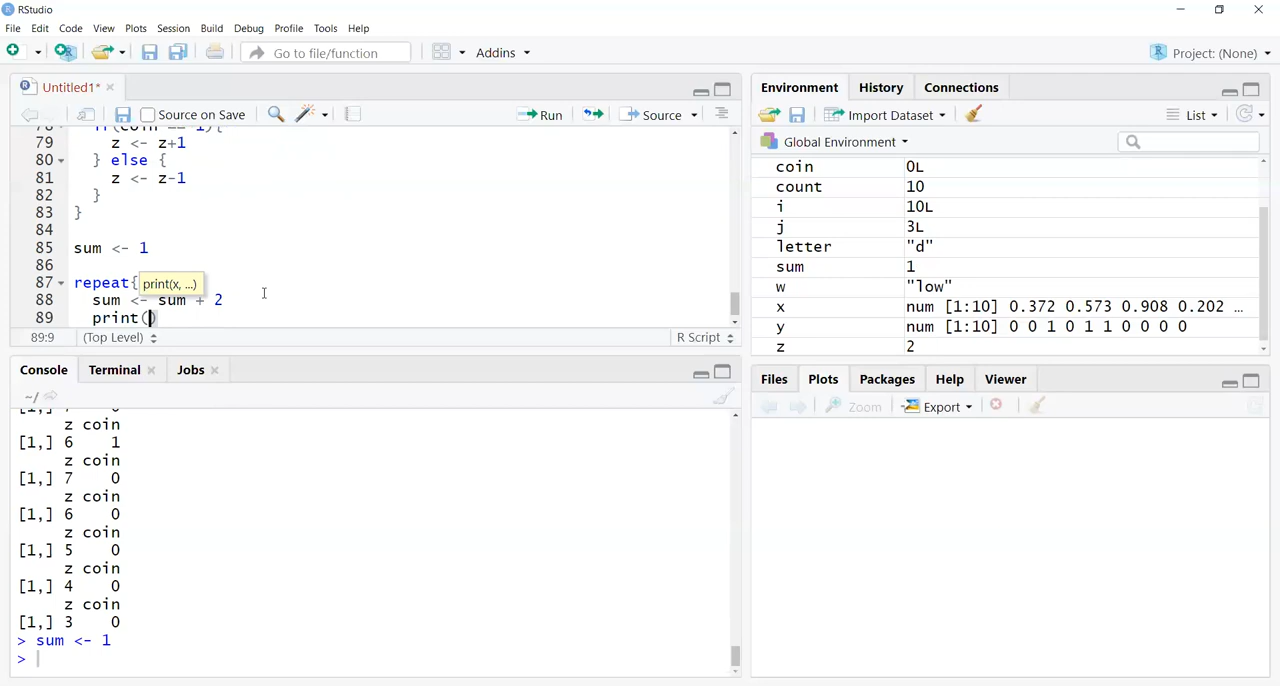 RStudio
File Edit Code View Plots Session Build Debug Profile Tools Help
Go to file/function Addins Project: (None)
Untitled1*
Source on Save Run Source
79 z <- z+1
80 } else {
81 z <- z-1
82 }
83 }
84
85 sum <- 1
86
87 repeat{ print(x, ...)
88 sum <- sum + 2
89 print()
89:9 (Top Level) R Script
Console Terminal Jobs
~/
z coin
[1,] 6 1
z coin
[1,] 7 0
z coin
[1,] 6 0
z coin
[1,] 5 0
z coin
[1,] 4 0
z coin
[1,] 3 0
> sum <- 1
>
Environment History Connections
Import Dataset List
Global Environment
coin 0L
count 10
i 10L
j 3L
letter "d"
sum 1
w "low"
x num [1:10] 0.372 0.573 0.908 0.202 ...
y num [1:10] 0 0 1 0 1 1 0 0 0 0
z 2
Files Plots Packages Help Viewer
Zoom Export